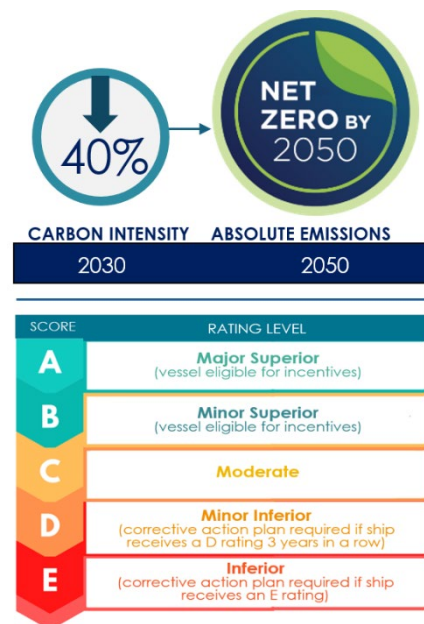 40%
NET
ZERO BY
2050
CARBON INTENSITY ABSOLUTE EMISSIONS
2030 2050
SCORE RATING LEVEL
A
Major Superior
(vessel eligible for incentives)
B
Minor Superior
(vessel eligible for incentives)
C
Moderate
D
Minor Inferior
(corrective action plan required if ship
receives a D rating 3 years in a row)
E
Inferior
(corrective action plan required if ship
receives an E rating)